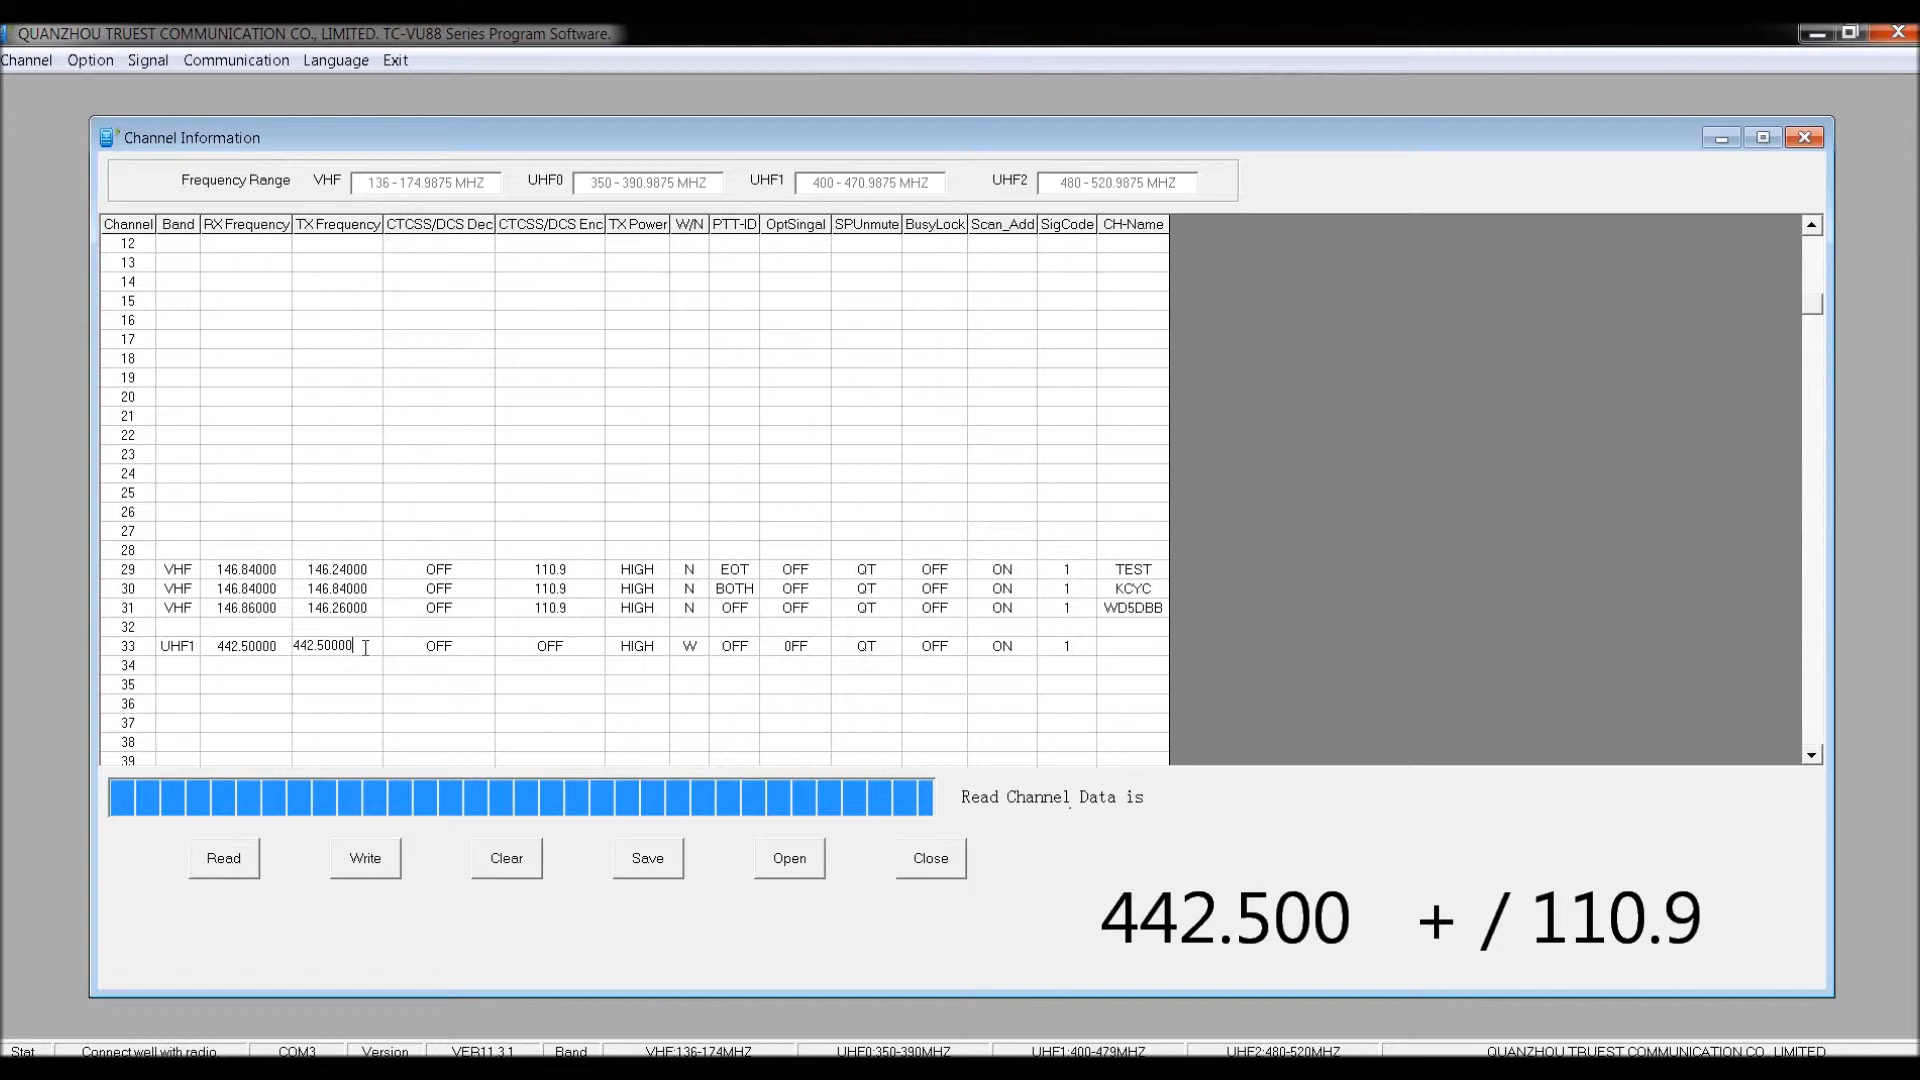 QUANZHOU TRUEST COMMUNICATION CO., LIMITED. TC-VU88 Series Program Software.
Channel Option Signal Communication Language Exit
Channel Information
Frequency Range VHF 136 - 174.9875 MHZ UHF0 350 - 390.9875 MHZ UHF1 400 - 470.9875 MHZ UHF2 480 - 520.9875 MHZ
Channel Band RX Frequency TX Frequency CTCSS/DCS Dec CTCSS/DCS Enc TX Power W/N PTT-ID OptSingal SPUnmute BusyLock Scan_Add SigCode CH-Name
12
13
14
15
16
17
18
19
20
21
22
23
24
25
26
27
28
29 VHF 146.84000 146.24000 OFF 110.9 HIGH N EOT OFF QT OFF ON 1 TEST
30 VHF 146.84000 146.84000 OFF 110.9 HIGH N BOTH OFF QT OFF ON 1 KCYC
31 VHF 146.86000 146.26000 OFF 110.9 HIGH N OFF OFF QT OFF ON 1 WD5DBB
32
33 UHF1 442.50000 442.50000 OFF OFF HIGH W OFF 0FF QT OFF ON 1
34
35
36
37
38
39
Read Channel Data is
Read Write Clear Save Open Close
442.500 + / 110.9
Stat Connect well with radio COM3 Version VER11.3.1 Band VHF:136-174MHZ UHF0:350-390MHZ UHF1:400-479MHZ UHF2:480-520MHZ QUANZHOU TRUEST COMMUNICATION CO., LIMITED